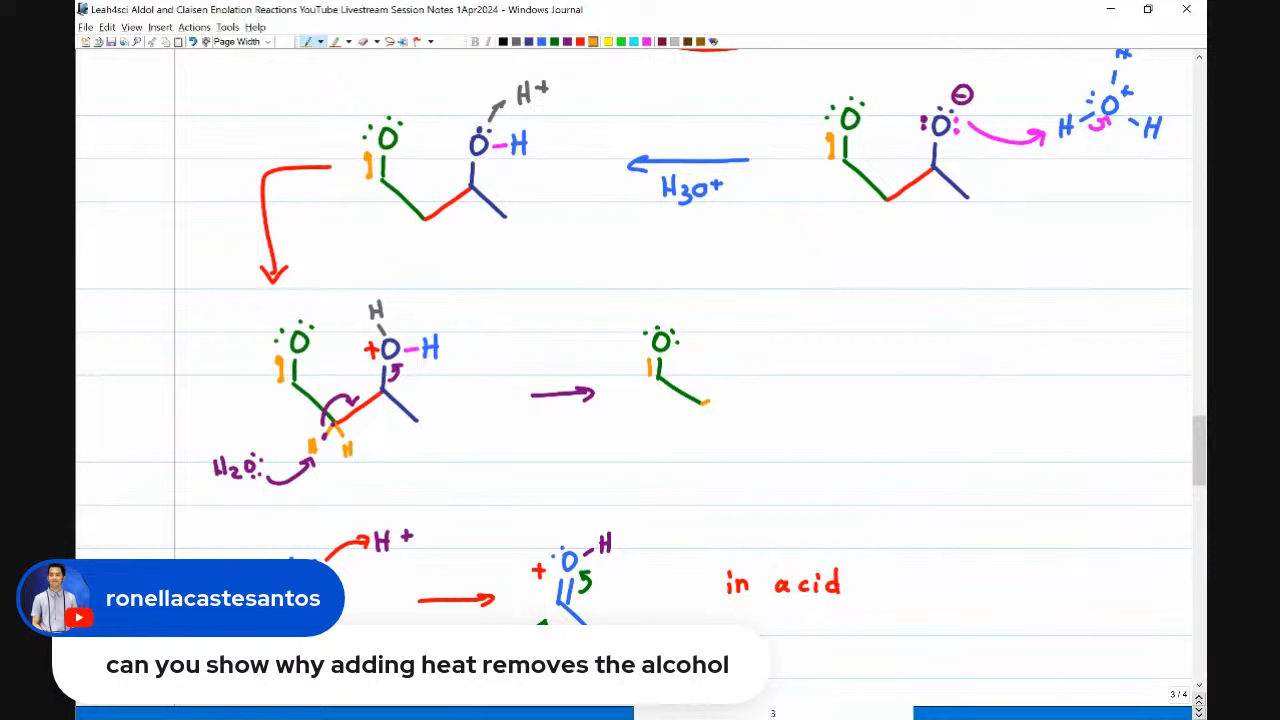 Leah4sci Aldol and Claisen Enolation Reactions YouTube Livestream Session Notes 1Apr2024 - Windows Journal
File Edit View Insert Actions Tools Help
Page Width B I
H
H+
O O-H
O O⊖ H O+ H
H3O+
H
O +O-H
H H
H2O
O
H+
+ O-H
in acid
ronellacastesantos
can you show why adding heat removes the alcohol
3 / 4
3